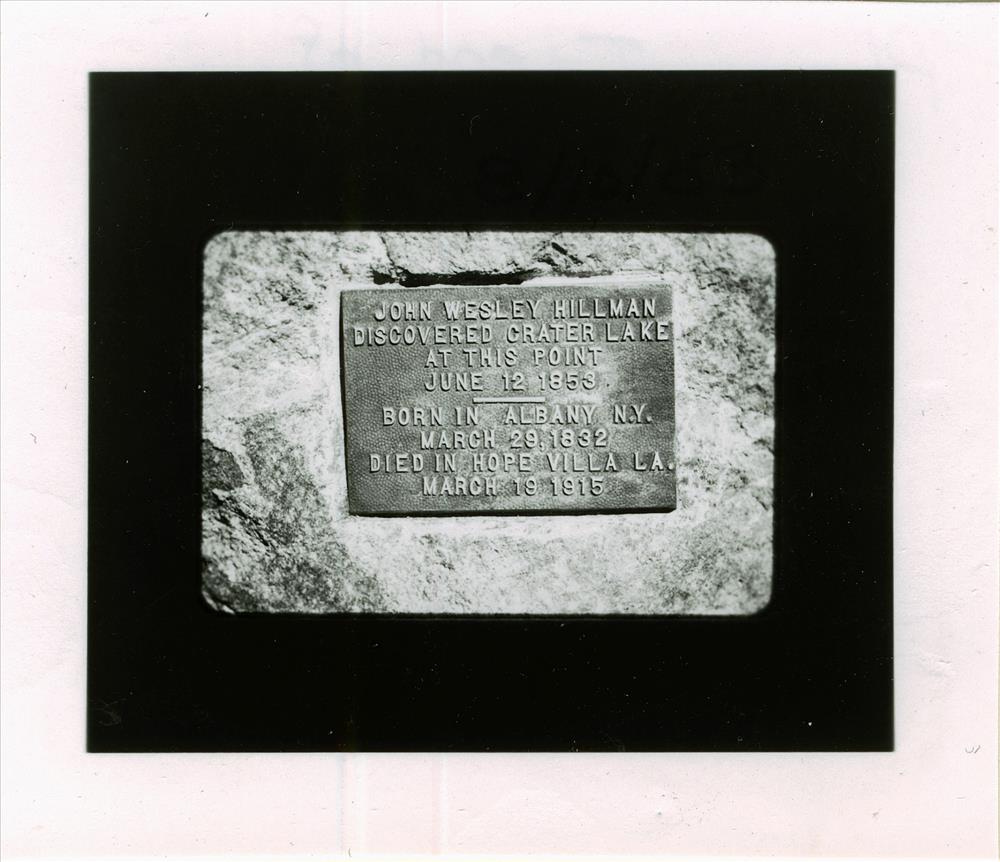 JOHN WESLEY HILLMAN
DISCOVERED CRATER LAKE
AT THIS POINT
JUNE 12 1853
BORN IN ALBANY N.Y.
MARCH 29, 1832
DIED IN HOPE VILLA LA.
MARCH 19 1915